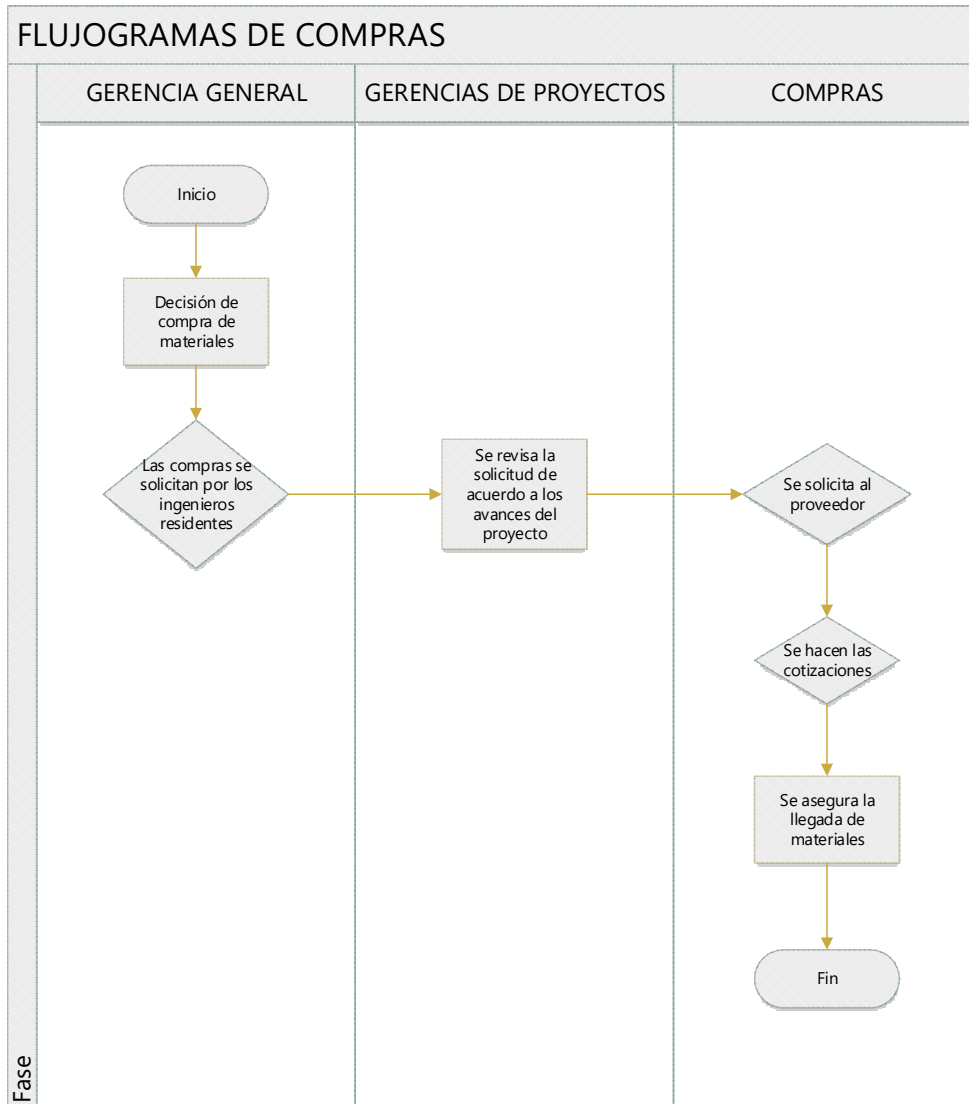 FLUJOGRAMAS DE COMPRAS
GERENCIA GENERAL
GERENCIAS DE PROYECTOS
COMPRAS
Inicio
Decisión de
compra de
materiales
Las compras se
solicitan por los
ingenieros
residentes
Se revisa la
solicitud de
acuerdo a los
avances del
proyecto
Se solicita al
proveedor
Se hacen las
cotizaciones
Se asegura la
llegada de
materiales
Fin
Fase